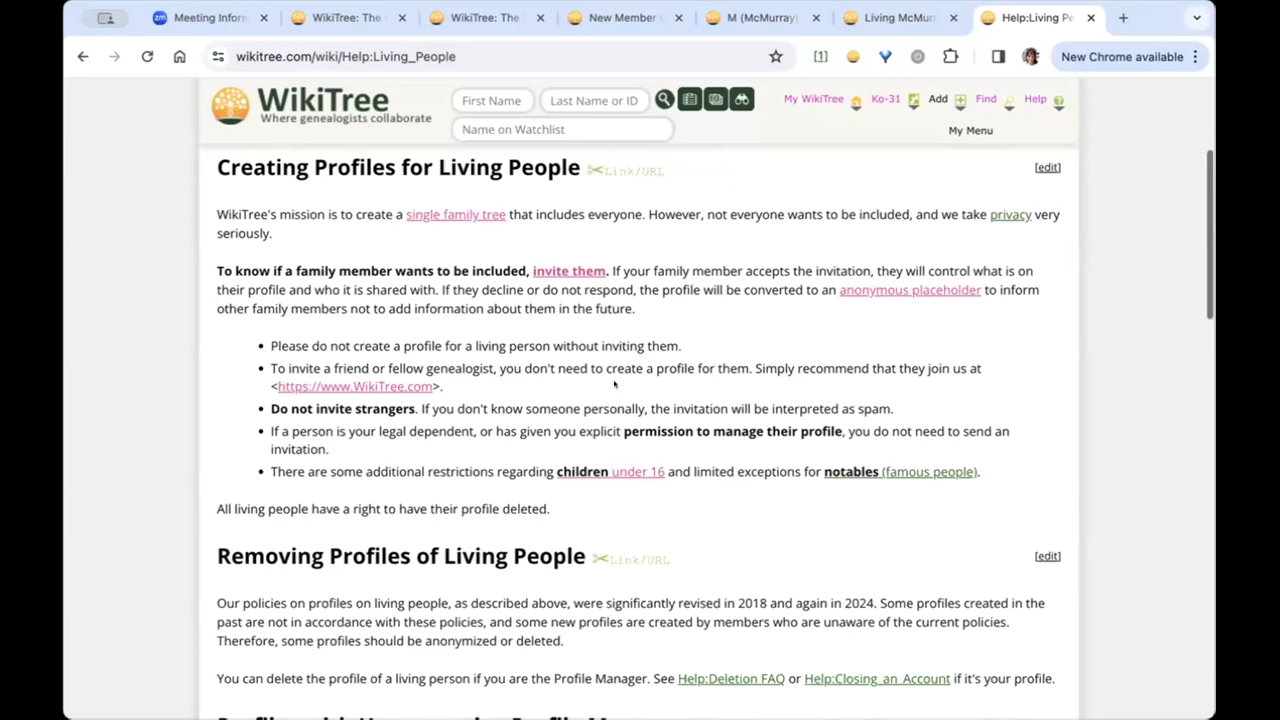 Meeting Inforn
WikiTree: The
WikiTree: The
New Member
M (McMurray)
Living McMurr
Help:Living Pe
wikitree.com/wiki/Help:Living_People
[1]
New Chrome available
WikiTree
Where genealogists collaborate
First Name
Last Name or ID
Name on Watchlist
My WikiTree
Ko-31
Add
Find
Help
My Menu
Creating Profiles for Living People
Link/URL
[edit]
WikiTree's mission is to create a single family tree that includes everyone. However, not everyone wants to be included, and we take privacy very
seriously.
To know if a family member wants to be included, invite them. If your family member accepts the invitation, they will control what is on
their profile and who it is shared with. If they decline or do not respond, the profile will be converted to an anonymous placeholder to inform
other family members not to add information about them in the future.
• Please do not create a profile for a living person without inviting them.
• To invite a friend or fellow genealogist, you don't need to create a profile for them. Simply recommend that they join us at
<https://www.WikiTree.com>.
• Do not invite strangers. If you don't know someone personally, the invitation will be interpreted as spam.
• If a person is your legal dependent, or has given you explicit permission to manage their profile, you do not need to send an
invitation.
• There are some additional restrictions regarding children under 16 and limited exceptions for notables (famous people).
All living people have a right to have their profile deleted.
Removing Profiles of Living People
Link/URL
[edit]
Our policies on profiles on living people, as described above, were significantly revised in 2018 and again in 2024. Some profiles created in the
past are not in accordance with these policies, and some new profiles are created by members who are unaware of the current policies.
Therefore, some profiles should be anonymized or deleted.
You can delete the profile of a living person if you are the Profile Manager. See Help:Deletion FAQ or Help:Closing an Account if it's your profile.